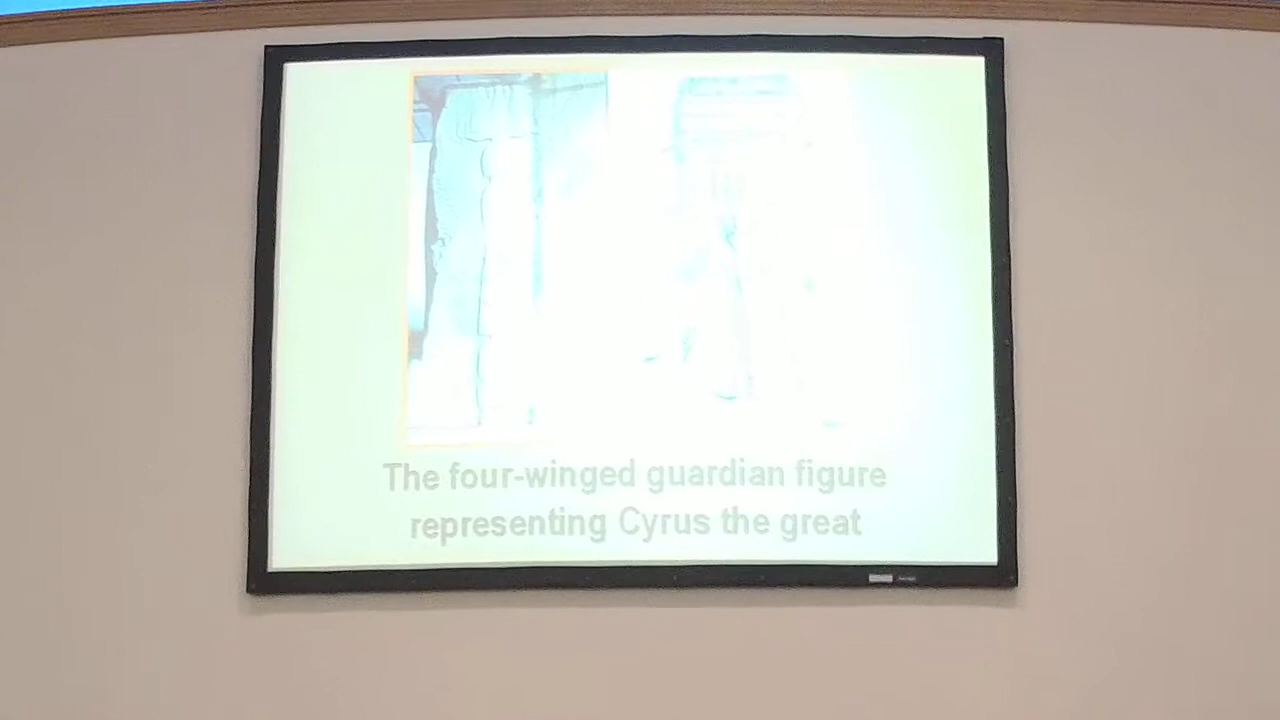 The four-winged guardian figure
representing Cyrus the great